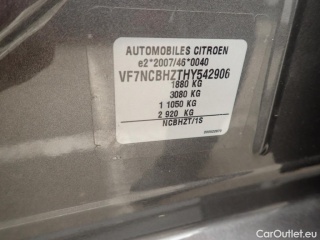 AUTOMOBILES CITROEN
e2*2007/46*0040
VF7NCBHZTHY542906
1880 KG
3080 KG
1 1050 KG
2 920 KG
NCBHZT/1S
CarOutlet.eu